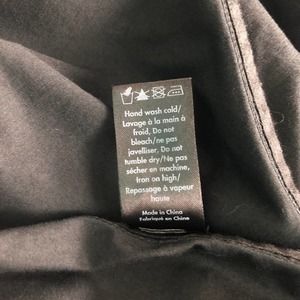 Hand wash cold/
Lavage à la main à
froid, Do not
bleach/ne pas
javelliser, Do not
tumble dry/Ne pas
sécher en machine,
Iron on high/
Repassage à vapeur
haute
Made in China
Fabriqué en Chine